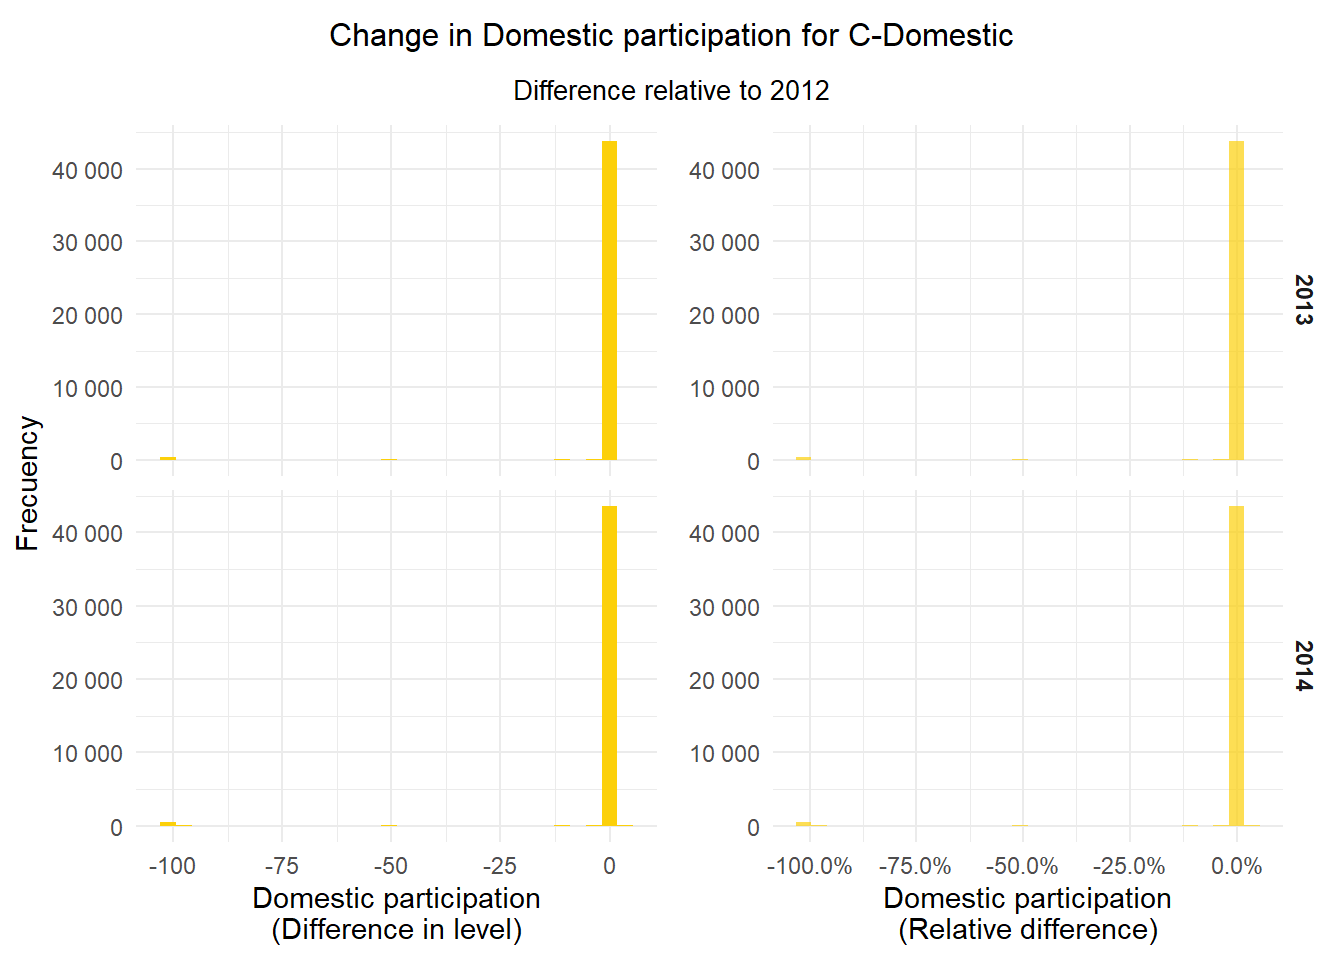 Change in Domestic participation for C-Domestic
Difference relative to 2012
Frecuency
40 000
30 000
20 000
10 000
0
40 000
30 000
20 000
10 000
0
2013
40 000
30 000
20 000
10 000
0
40 000
30 000
20 000
10 000
0
2014
-100 -75 -50 -25 0
-100.0% -75.0% -50.0% -25.0% 0.0%
Domestic participation
(Difference in level)
Domestic participation
(Relative difference)